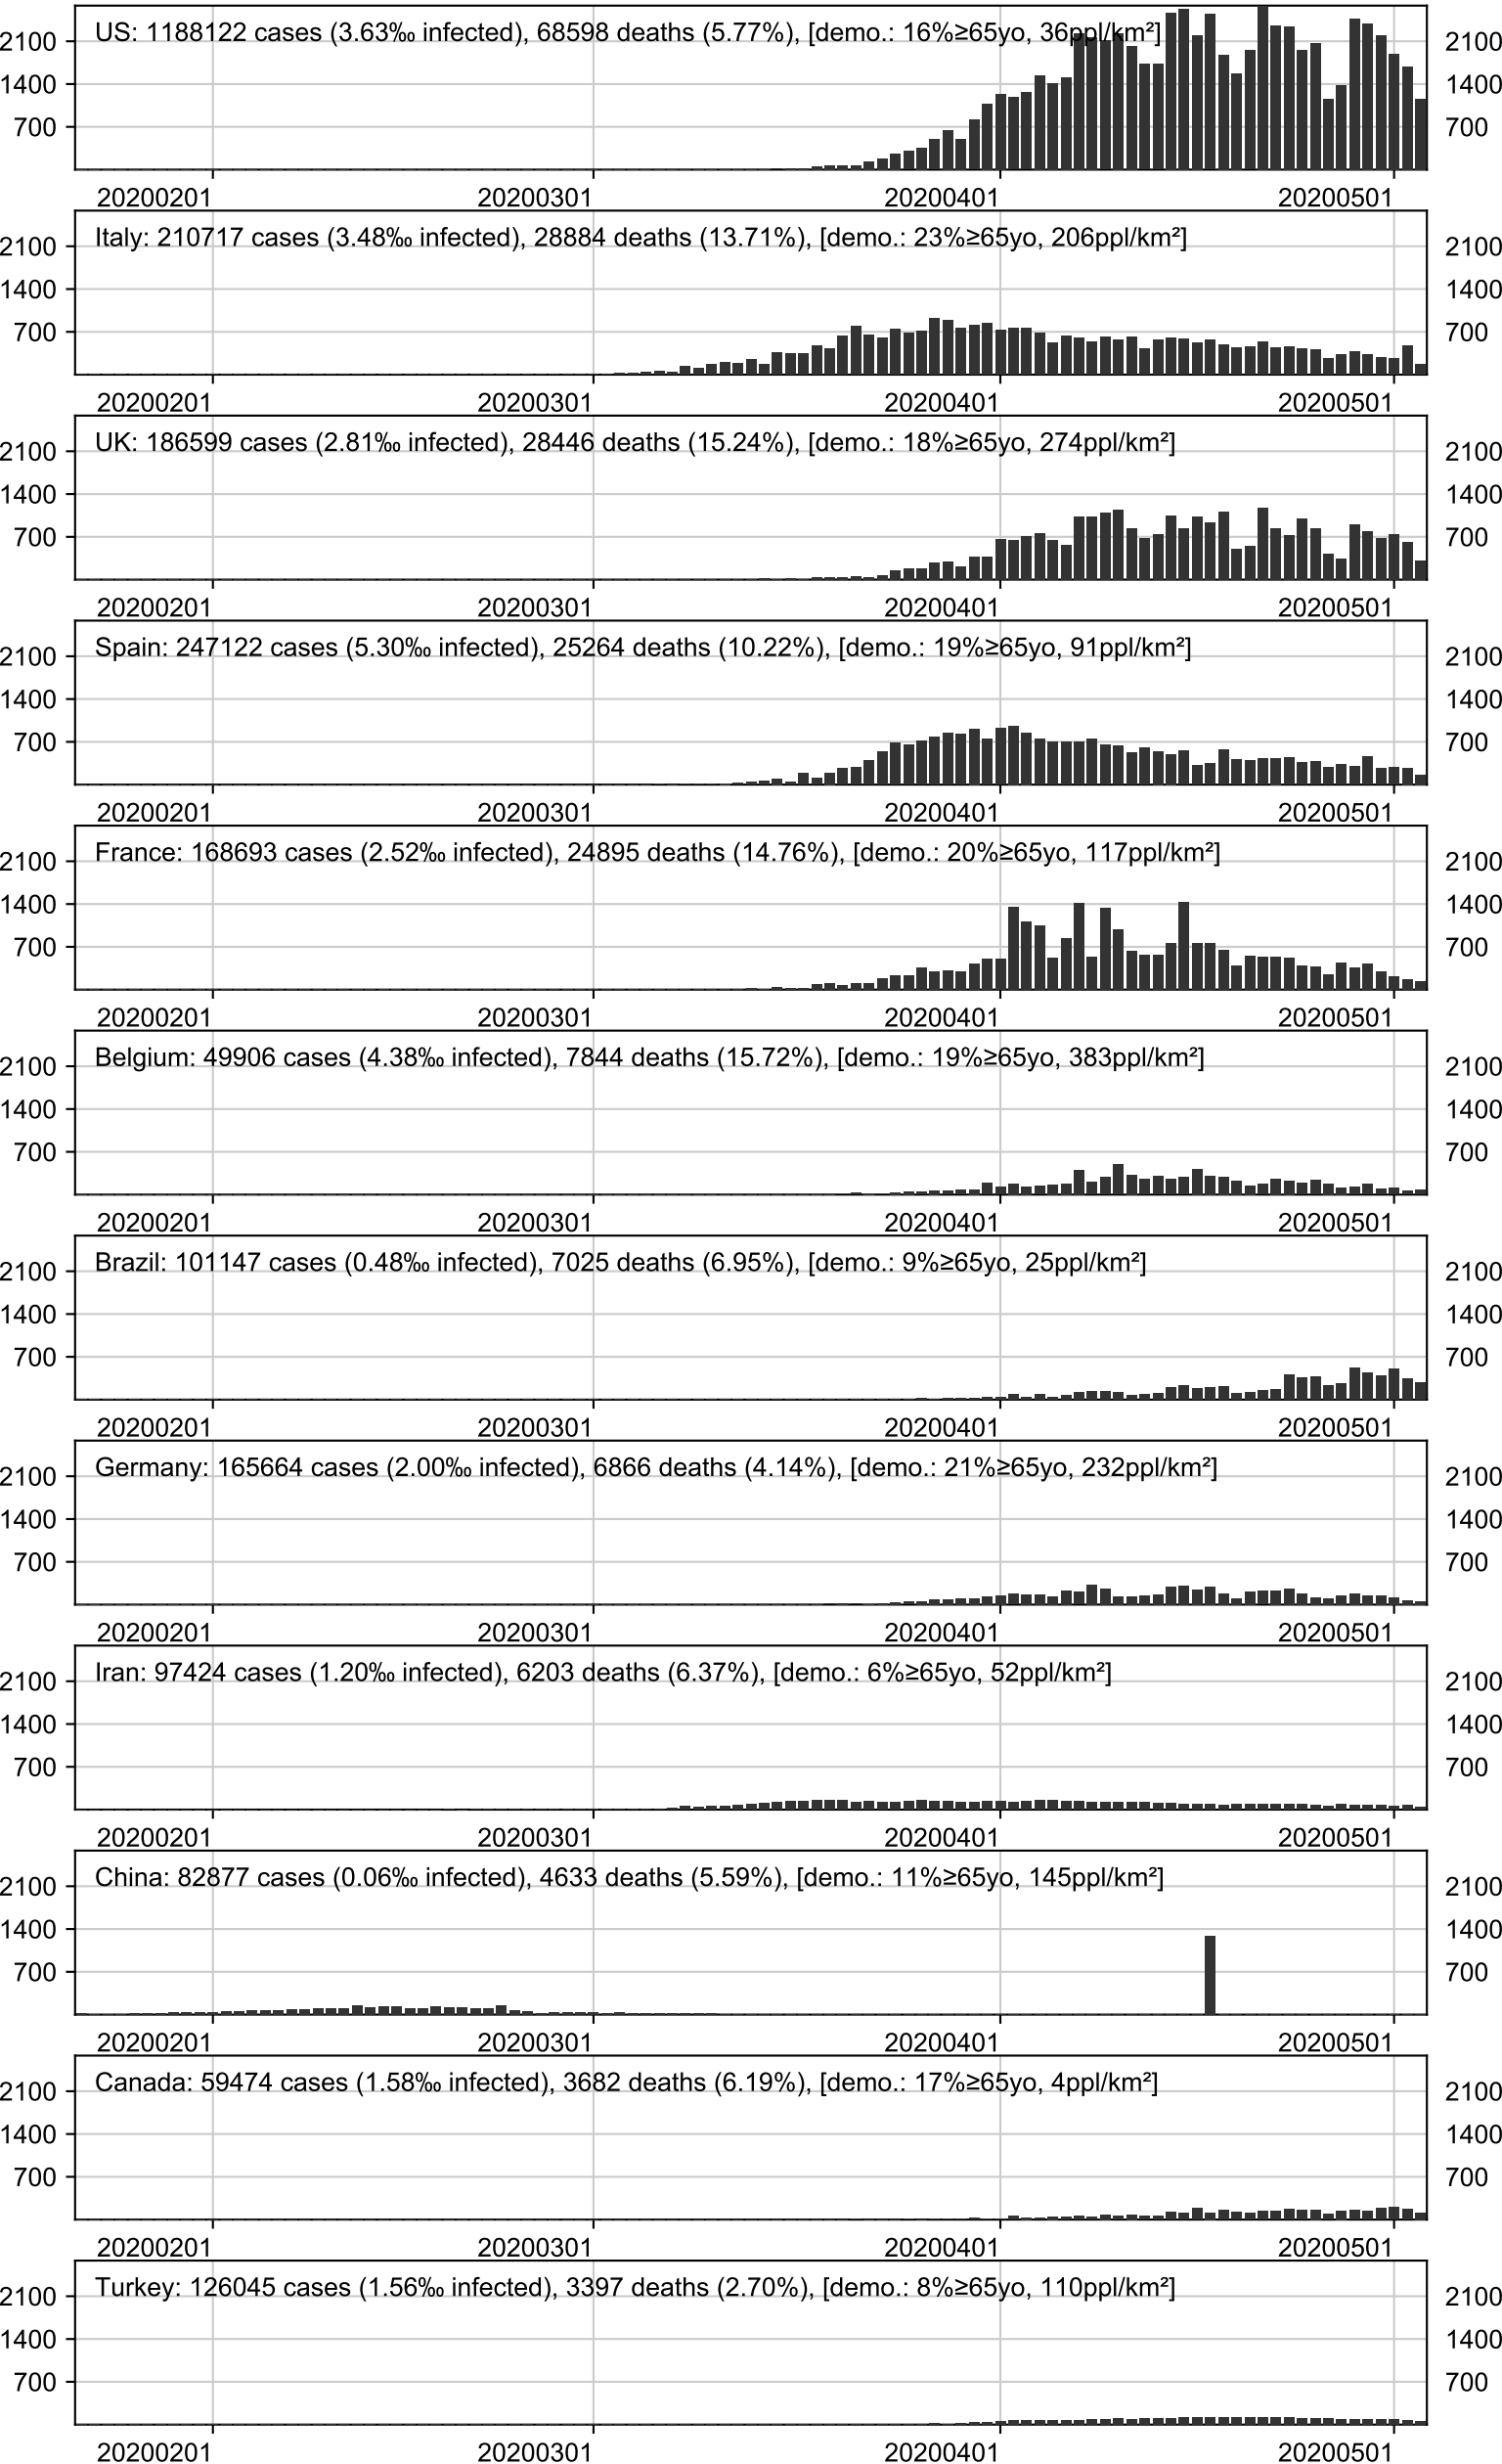 US: 1188122 cases (3.63‰ infected), 68598 deaths (5.77%), [demo.: 16%≥65yo, 36ppl/km²]
2100 2100
1400 1400
700 700
20200201 20200301 20200401 20200501
Italy: 210717 cases (3.48‰ infected), 28884 deaths (13.71%), [demo.: 23%≥65yo, 206ppl/km²]
2100 2100
1400 1400
700 700
20200201 20200301 20200401 20200501
UK: 186599 cases (2.81‰ infected), 28446 deaths (15.24%), [demo.: 18%≥65yo, 274ppl/km²]
2100 2100
1400 1400
700 700
20200201 20200301 20200401 20200501
Spain: 247122 cases (5.30‰ infected), 25264 deaths (10.22%), [demo.: 19%≥65yo, 91ppl/km²]
2100 2100
1400 1400
700 700
20200201 20200301 20200401 20200501
France: 168693 cases (2.52‰ infected), 24895 deaths (14.76%), [demo.: 20%≥65yo, 117ppl/km²]
2100 2100
1400 1400
700 700
20200201 20200301 20200401 20200501
Belgium: 49906 cases (4.38‰ infected), 7844 deaths (15.72%), [demo.: 19%≥65yo, 383ppl/km²]
2100 2100
1400 1400
700 700
20200201 20200301 20200401 20200501
Brazil: 101147 cases (0.48‰ infected), 7025 deaths (6.95%), [demo.: 9%≥65yo, 25ppl/km²]
2100 2100
1400 1400
700 700
20200201 20200301 20200401 20200501
Germany: 165664 cases (2.00‰ infected), 6866 deaths (4.14%), [demo.: 21%≥65yo, 232ppl/km²]
2100 2100
1400 1400
700 700
20200201 20200301 20200401 20200501
Iran: 97424 cases (1.20‰ infected), 6203 deaths (6.37%), [demo.: 6%≥65yo, 52ppl/km²]
2100 2100
1400 1400
700 700
20200201 20200301 20200401 20200501
China: 82877 cases (0.06‰ infected), 4633 deaths (5.59%), [demo.: 11%≥65yo, 145ppl/km²]
2100 2100
1400 1400
700 700
20200201 20200301 20200401 20200501
Canada: 59474 cases (1.58‰ infected), 3682 deaths (6.19%), [demo.: 17%≥65yo, 4ppl/km²]
2100 2100
1400 1400
700 700
20200201 20200301 20200401 20200501
Turkey: 126045 cases (1.56‰ infected), 3397 deaths (2.70%), [demo.: 8%≥65yo, 110ppl/km²]
2100 2100
1400 1400
700 700
20200201 20200301 20200401 20200501